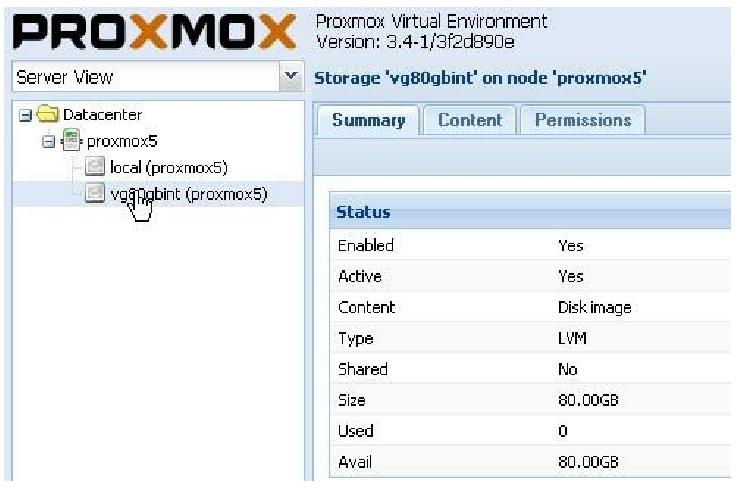 PROXMOX
Proxmox Virtual Environment
Version: 3.4-1/3f2d890e
Server View
Datacenter
proxmox5
local (proxmox5)
vg80gbint (proxmox5)
Storage 'vg80gbint' on node 'proxmox5'
Summary Content Permissions
Status
Enabled Yes
Active Yes
Content Disk image
Type LVM
Shared No
Size 80.00GB
Used 0
Avail 80.00GB